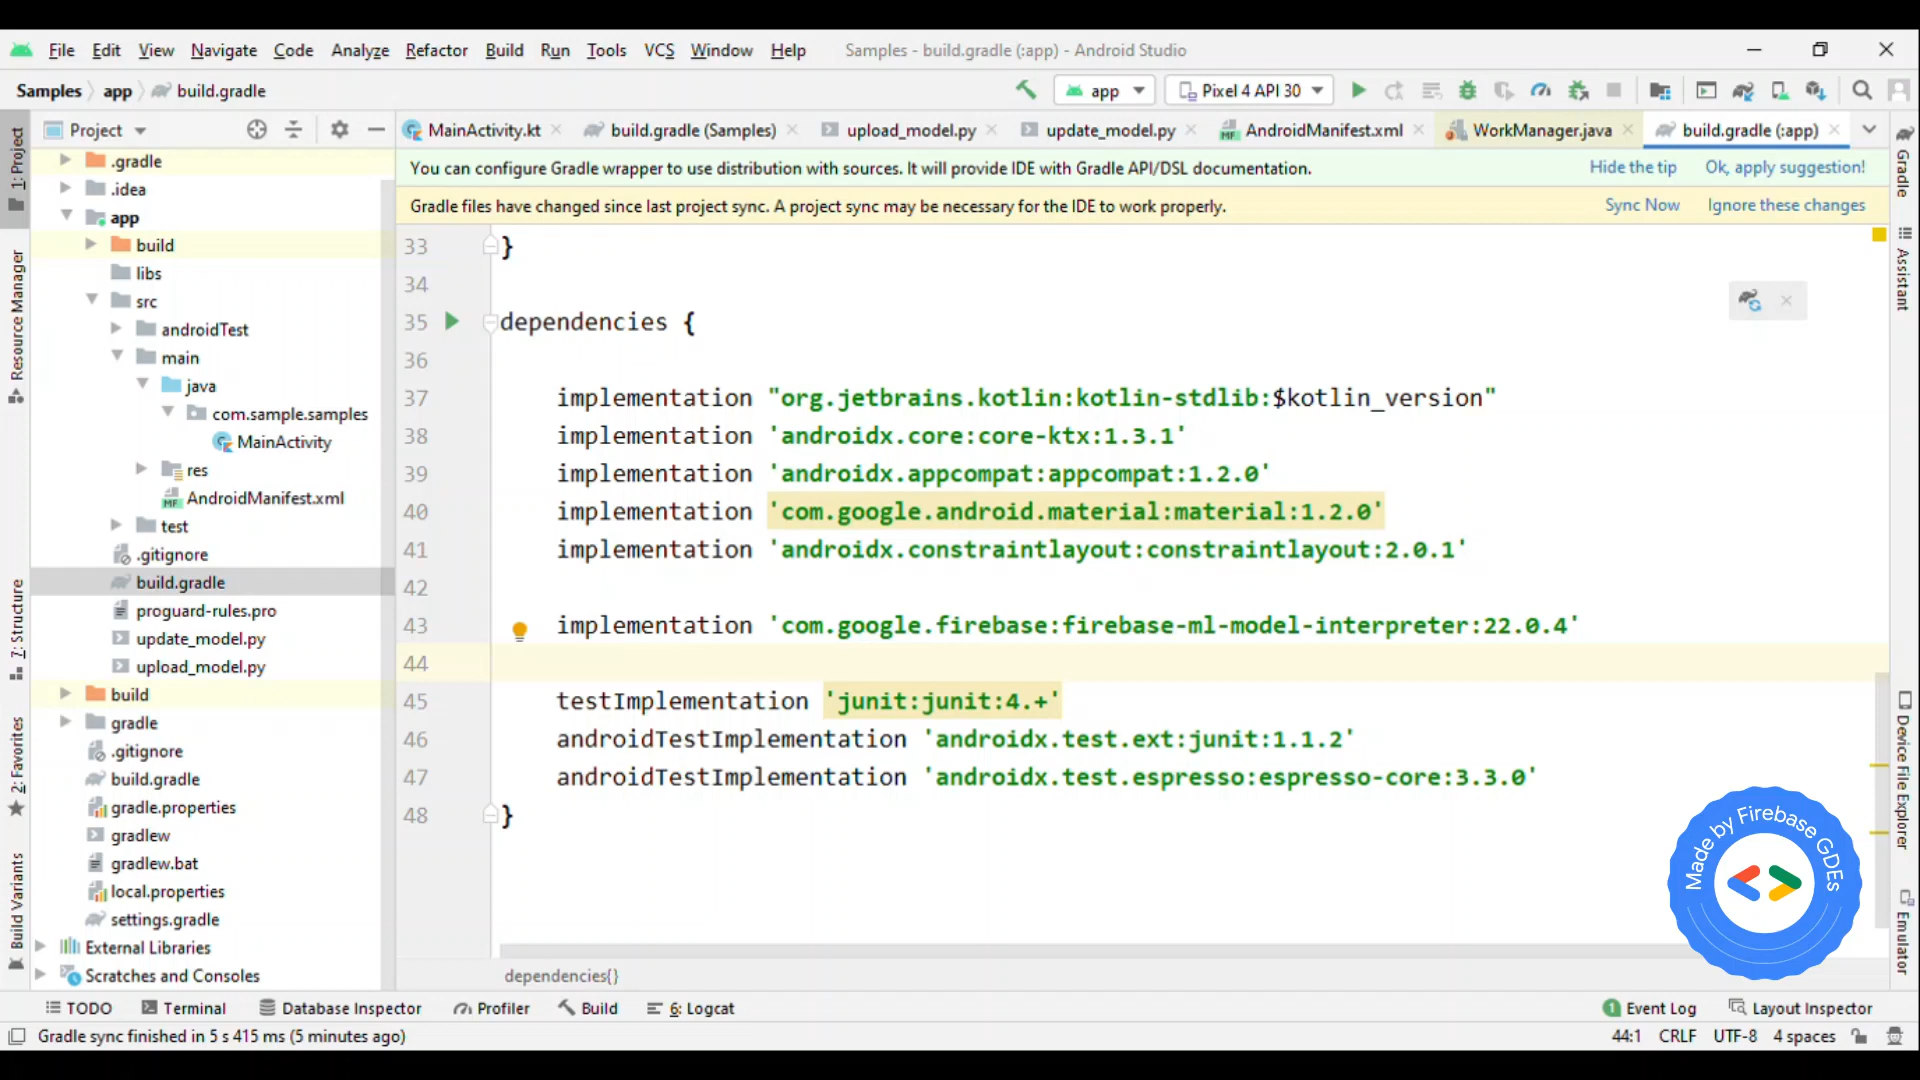 File Edit View Navigate Code Analyze Refactor Build Run Tools VCS Window Help Samples - build.gradle (:app) - Android Studio
Samples app build.gradle app Pixel 4 API 30
Project MainActivity.kt build.gradle (Samples) upload_model.py update_model.py AndroidManifest.xml WorkManager.java build.gradle (:app)
You can configure Gradle wrapper to use distribution with sources. It will provide IDE with Gradle API/DSL documentation. Hide the tip Ok, apply suggestion!
Gradle files have changed since last project sync. A project sync may be necessary for the IDE to work properly. Sync Now Ignore these changes
1: Project
Resource Manager
7: Structure
2: Favorites
Build Variants
.gradle
.idea
app
build
libs
src
androidTest
main
java
com.sample.samples
MainActivity
res
AndroidManifest.xml
test
.gitignore
build.gradle
proguard-rules.pro
update_model.py
upload_model.py
build
gradle
.gitignore
build.gradle
gradle.properties
gradlew
gradlew.bat
local.properties
settings.gradle
External Libraries
Scratches and Consoles
33 }
34
35 dependencies {
36
37 implementation "org.jetbrains.kotlin:kotlin-stdlib:$kotlin_version"
38 implementation 'androidx.core:core-ktx:1.3.1'
39 implementation 'androidx.appcompat:appcompat:1.2.0'
40 implementation 'com.google.android.material:material:1.2.0'
41 implementation 'androidx.constraintlayout:constraintlayout:2.0.1'
42
43 implementation 'com.google.firebase:firebase-ml-model-interpreter:22.0.4'
44
45 testImplementation 'junit:junit:4.+'
46 androidTestImplementation 'androidx.test.ext:junit:1.1.2'
47 androidTestImplementation 'androidx.test.espresso:espresso-core:3.3.0'
48 }
dependencies{}
Gradle
Assistant
Device File Explorer
Emulator
Made by Firebase GDEs
TODO Terminal Database Inspector Profiler Build 6: Logcat 1 Event Log Layout Inspector
Gradle sync finished in 5 s 415 ms (5 minutes ago) 44:1 CRLF UTF-8 4 spaces